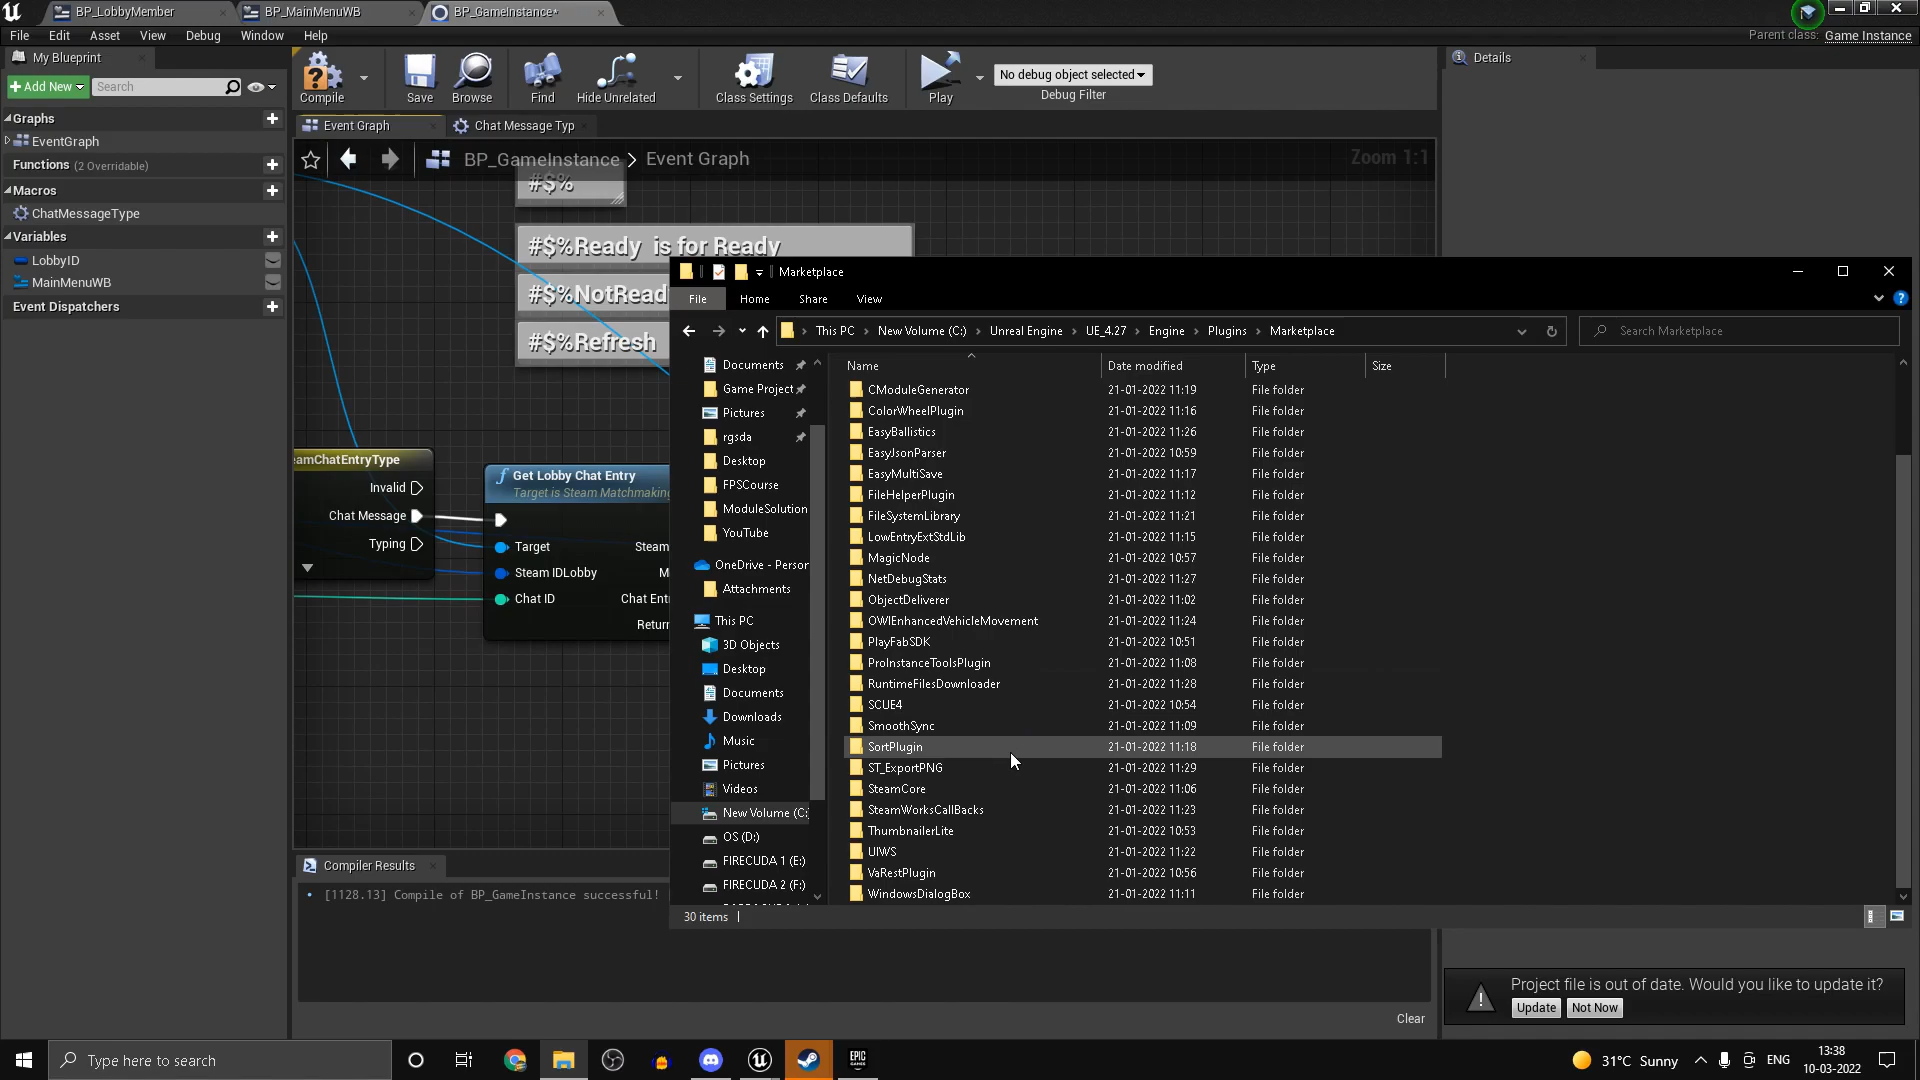 BP_LobbyMember
BP_MainMenuWB
BP_GameInstance*
File Edit Asset View Debug Window Help
Parent class: Game Instance
My Blueprint
Add New
Search
Graphs
EventGraph
Functions (2 Overridable)
Macros
ChatMessageType
Variables
LobbyID
MainMenuWB
Event Dispatchers
Compile
Save
Browse
Find
Hide Unrelated
Class Settings
Class Defaults
Play
No debug object selected
Debug Filter
Details
Event Graph
Chat Message Typ
BP_GameInstance > Event Graph
Zoom 1:1
#$%
#$%Ready is for Ready
#$%NotRead
#$%Refresh
eamChatEntryType
Invalid
Chat Message
Typing
Get Lobby Chat Entry
Target is Steam Matchmaking
Target
Steam IDLobby
Chat ID
Steam
M
Chat Ent
Return
Compiler Results
• [1128.13] Compile of BP_GameInstance successful!
Clear
Marketplace
File Home Share View
This PC > New Volume (C:) > Unreal Engine > UE_4.27 > Engine > Plugins > Marketplace
Search Marketplace
Documents
Game Project
Pictures
rgsda
Desktop
FPSCourse
ModuleSolution
YouTube
OneDrive - Person
Attachments
This PC
3D Objects
Desktop
Documents
Downloads
Music
Pictures
Videos
New Volume (C:
OS (D:)
FIRECUDA 1 (E:)
FIRECUDA 2 (F:)
Name Date modified Type Size
CModuleGenerator 21-01-2022 11:19 File folder
ColorWheelPlugin 21-01-2022 11:16 File folder
EasyBallistics 21-01-2022 11:26 File folder
EasyJsonParser 21-01-2022 10:59 File folder
EasyMultiSave 21-01-2022 11:17 File folder
FileHelperPlugin 21-01-2022 11:12 File folder
FileSystemLibrary 21-01-2022 11:21 File folder
LowEntryExtStdLib 21-01-2022 11:15 File folder
MagicNode 21-01-2022 10:57 File folder
NetDebugStats 21-01-2022 11:27 File folder
ObjectDeliverer 21-01-2022 11:02 File folder
OWIEnhancedVehicleMovement 21-01-2022 11:24 File folder
PlayFabSDK 21-01-2022 10:51 File folder
ProInstanceToolsPlugin 21-01-2022 11:08 File folder
RuntimeFilesDownloader 21-01-2022 11:28 File folder
SCUE4 21-01-2022 10:54 File folder
SmoothSync 21-01-2022 11:09 File folder
SortPlugin 21-01-2022 11:18 File folder
ST_ExportPNG 21-01-2022 11:29 File folder
SteamCore 21-01-2022 11:06 File folder
SteamWorksCallBacks 21-01-2022 11:23 File folder
ThumbnailerLite 21-01-2022 10:53 File folder
UIWS 21-01-2022 11:22 File folder
VaRestPlugin 21-01-2022 10:56 File folder
WindowsDialogBox 21-01-2022 11:11 File folder
30 items
Project file is out of date. Would you like to update it?
Update Not Now
Type here to search
EPIC GAMES
31°C Sunny
ENG
13:38
10-03-2022